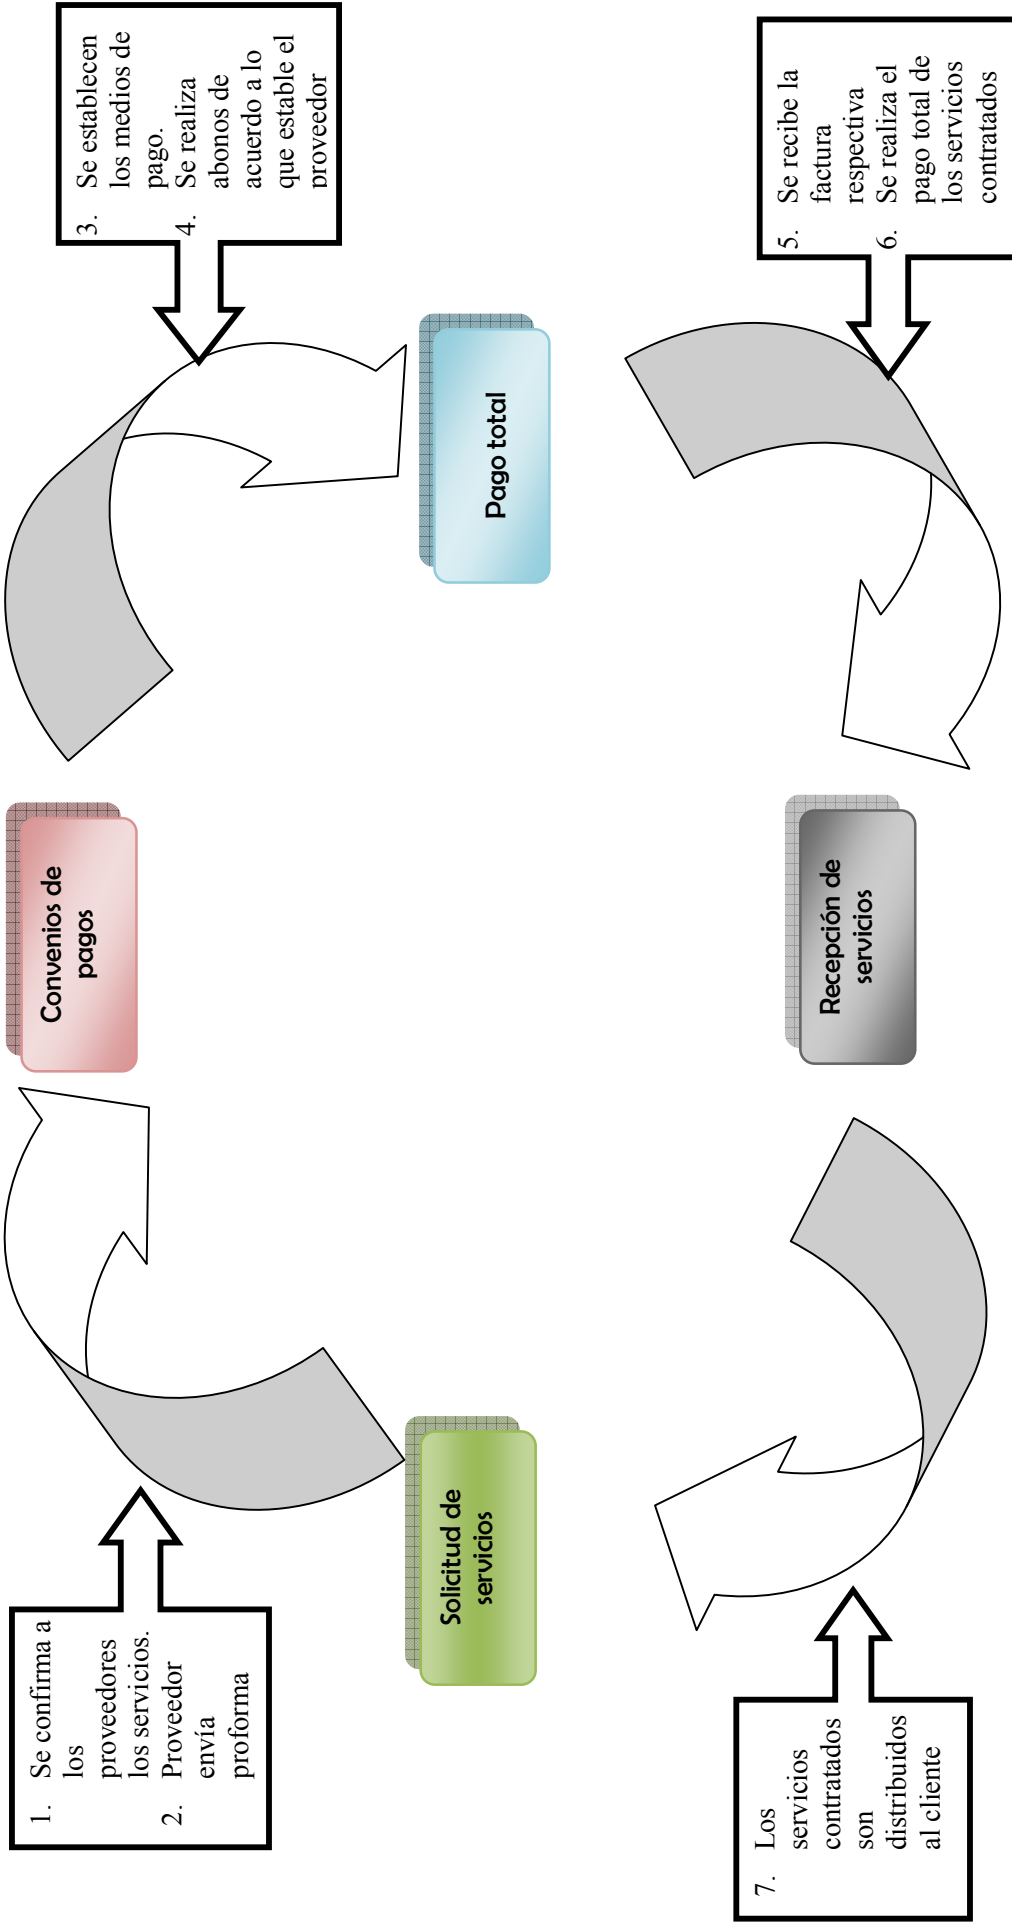 1. Se confirma a
los
proveedores
los servicios.
2. Proveedor
envía
proforma
Convenios de
pagos
3. Se establecen
los medios de
pago.
4. Se realiza
abonos de
acuerdo a lo
que estable el
proveedor
Solicitud de
servicios
Pago total
7. Los
servicios
contratados
son
distribuidos
al cliente
Recepción de
servicios
5. Se recibe la
factura
respectiva
6. Se realiza el
pago total de
los servicios
contratados